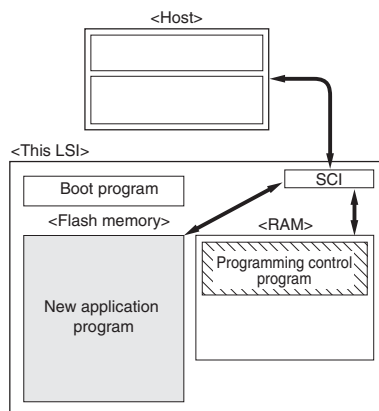 <Host>
<This LSI>
Boot program
SCI
<Flash memory>
<RAM>
Programming control
program
New application
program